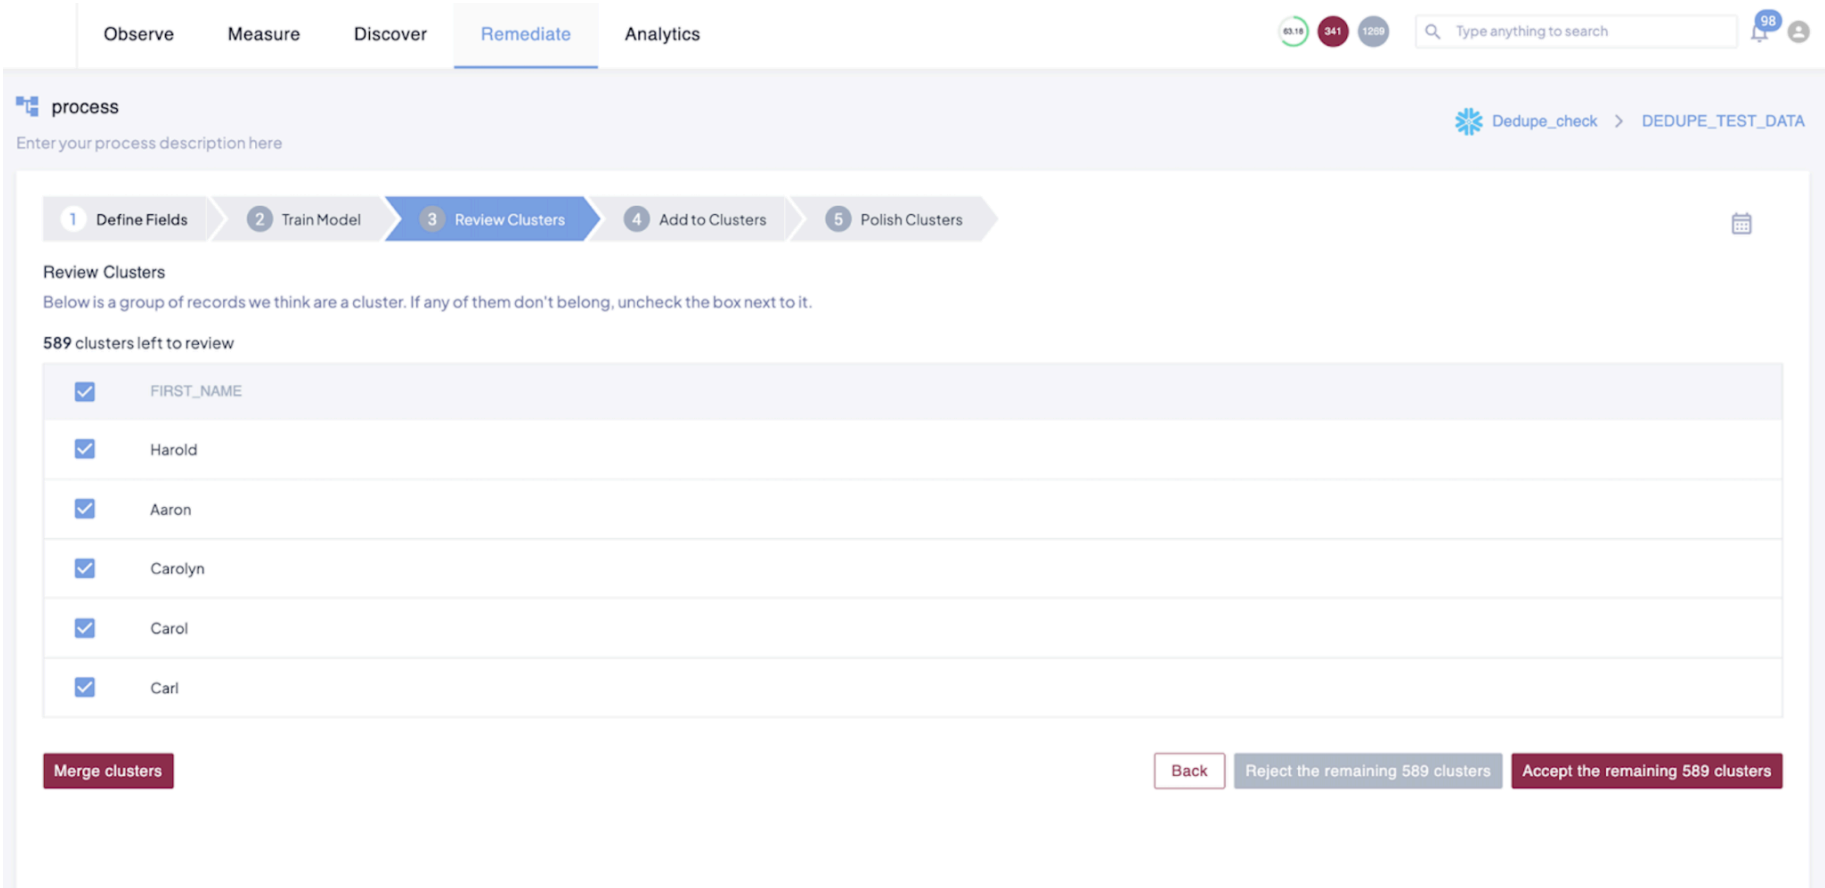 Observe Measure Discover Remediate Analytics 63.18 341 1269 Type anything to search 98
process
Dedupe_check > DEDUPE_TEST_DATA
Enter your process description here
1 Define Fields 2 Train Model 3 Review Clusters 4 Add to Clusters 5 Polish Clusters
Review Clusters
Below is a group of records we think are a cluster. If any of them don't belong, uncheck the box next to it.
589 clusters left to review
FIRST_NAME
Harold
Aaron
Carolyn
Carol
Carl
Merge clusters Back Reject the remaining 589 clusters Accept the remaining 589 clusters